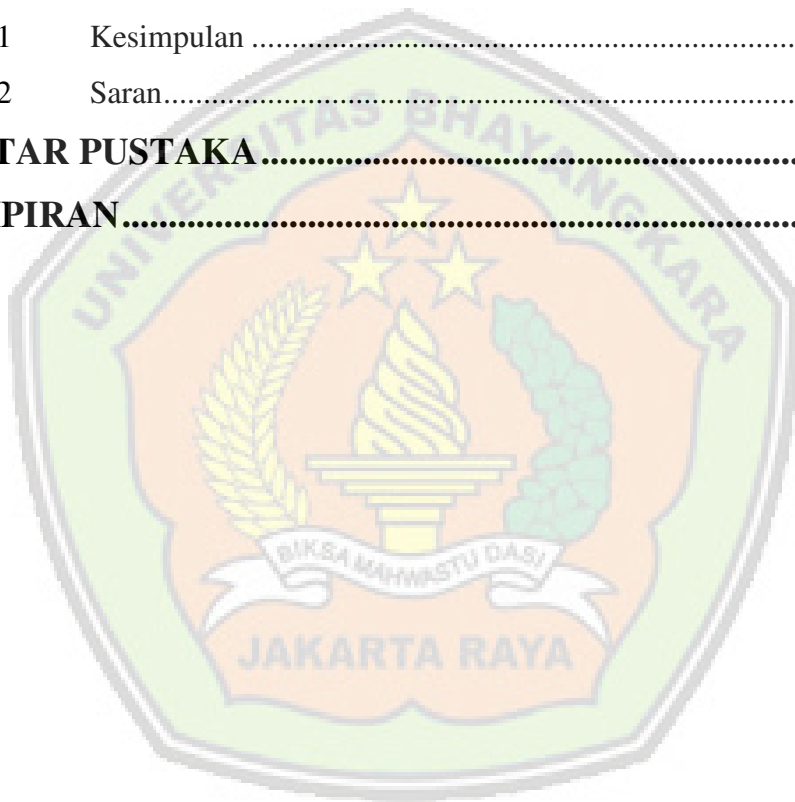 1 Kesimpulan ................................................................................
2 Saran................................................................................
TAR PUSTAKA................................................................
PIRAN................................................................................
UNIVERSITAS BHAYANGKARA
BIKSA MAHWASTU DASI
JAKARTA RAYA